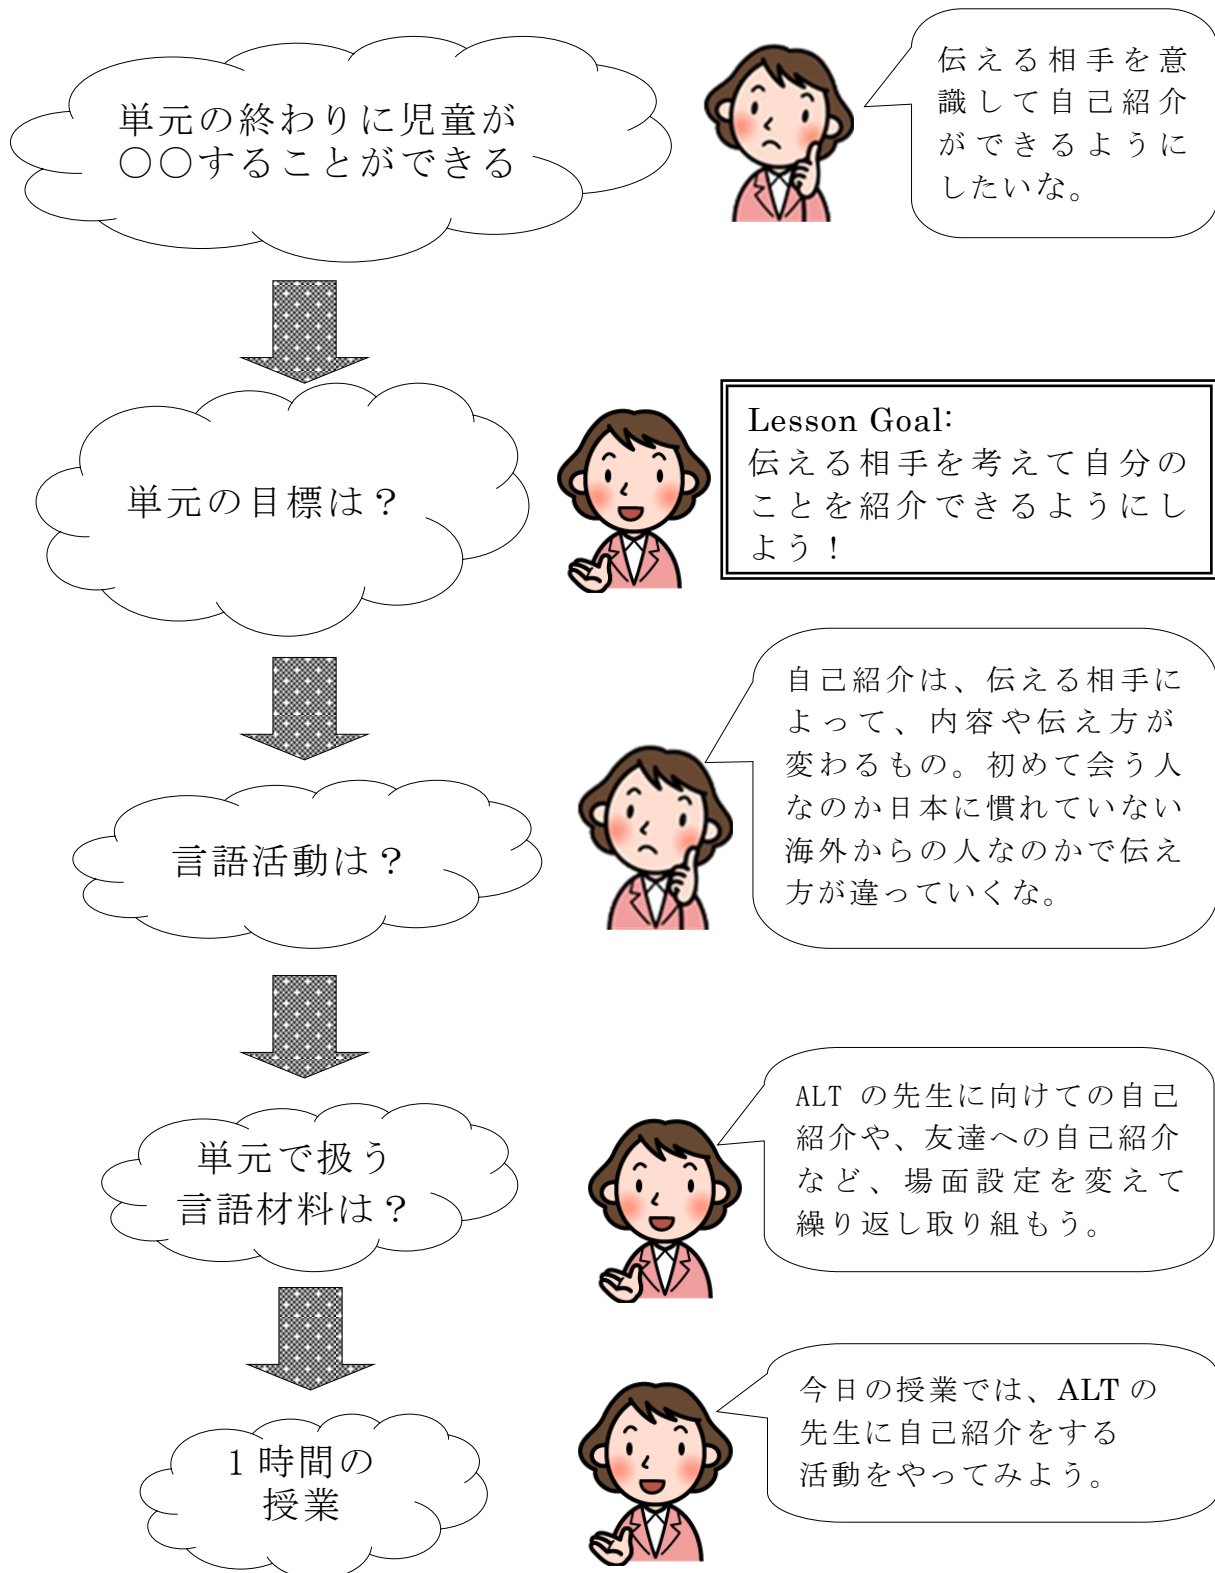 単元の終わりに児童が
○○することができる
伝える相手を意
識して自己紹介
ができるように
したいな。
単元の目標は？
Lesson Goal:
伝える相手を考えて自分の
ことを紹介できるようにし
よう！
言語活動は？
自己紹介は、伝える相手に
よって、内容や伝え方が
変わるもの。初めて会う人
なのか日本に慣れていない
海外からの人なのかで伝え
方が違っていくな。
単元で扱う
言語材料は？
ALT の先生に向けての自己
紹介や、友達への自己紹介
など、場面設定を変えて
繰り返し取り組もう。
１時間の
授業
今日の授業では、ALT の
先生に自己紹介をする
活動をやってみよう。